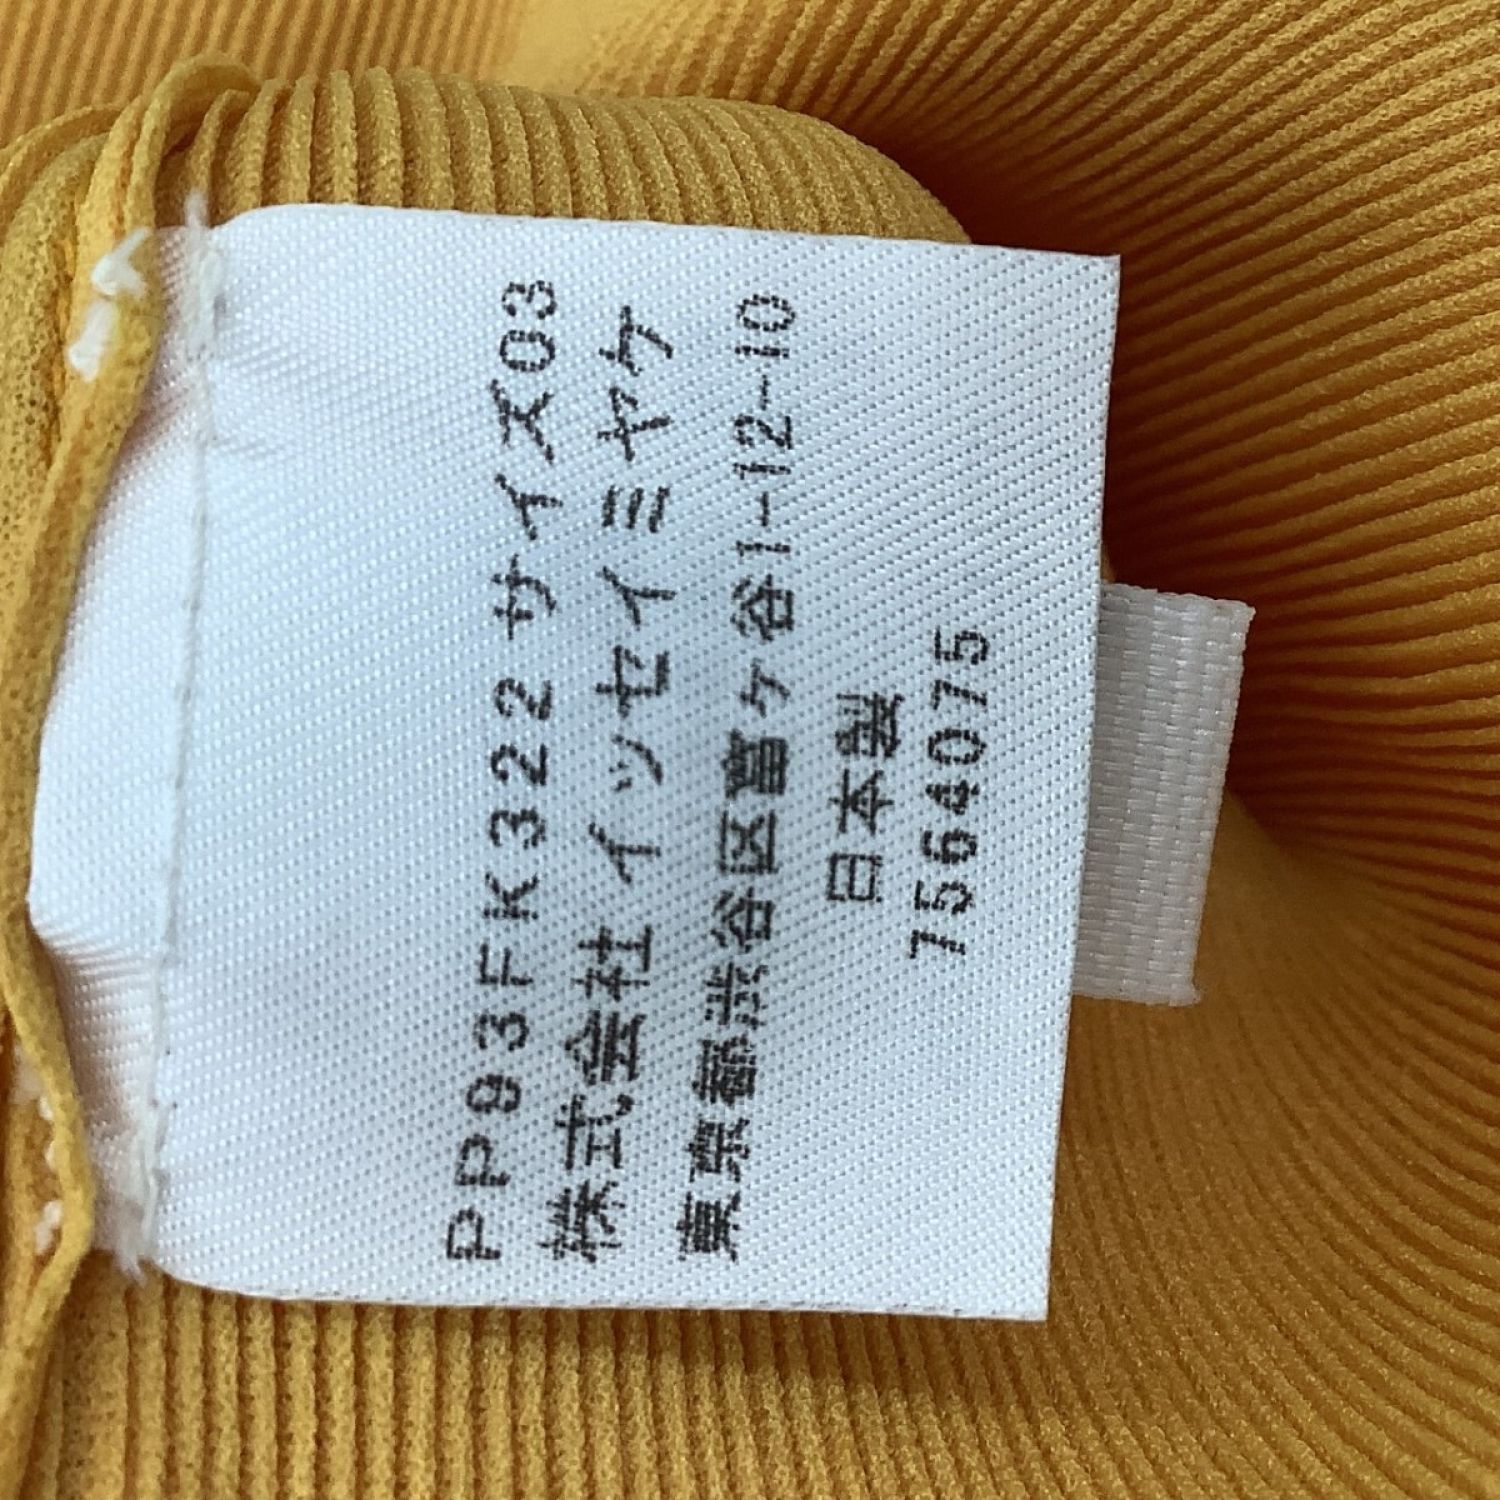 PP93FK322 サイズ03
株式会社イッセイミヤケ
東京都渋谷区富ヶ谷1-12-10
日本製
7564075